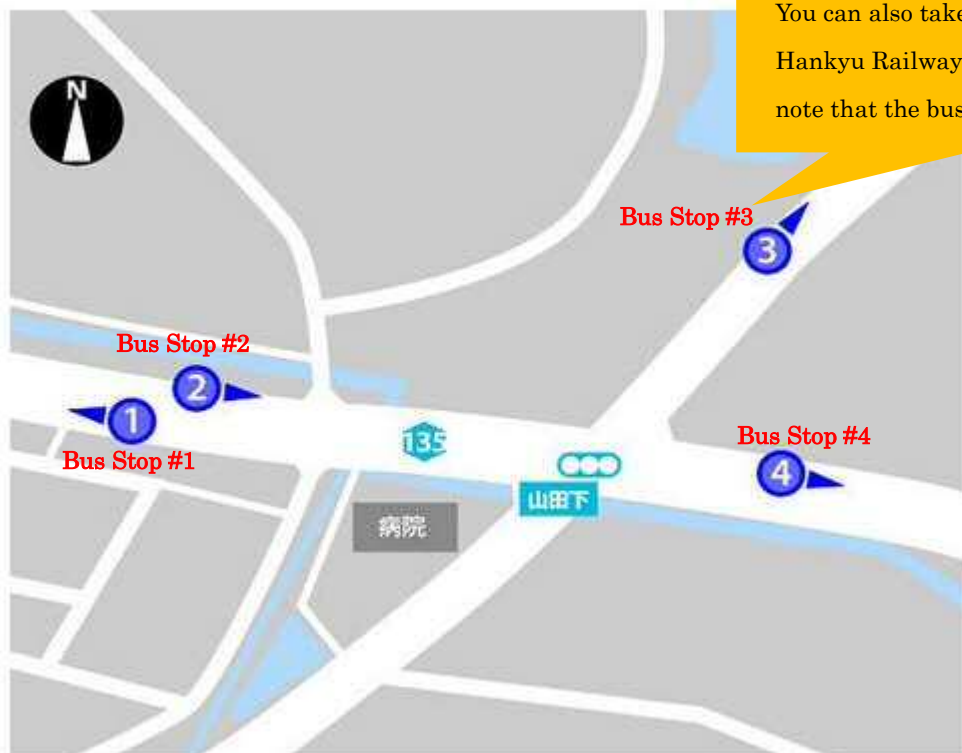 You can also take
Hankyu Railway
note that the bus
N
Bus Stop #3
3
Bus Stop #2
2
1
Bus Stop #1
135
Bus Stop #4
4
山田下
病院